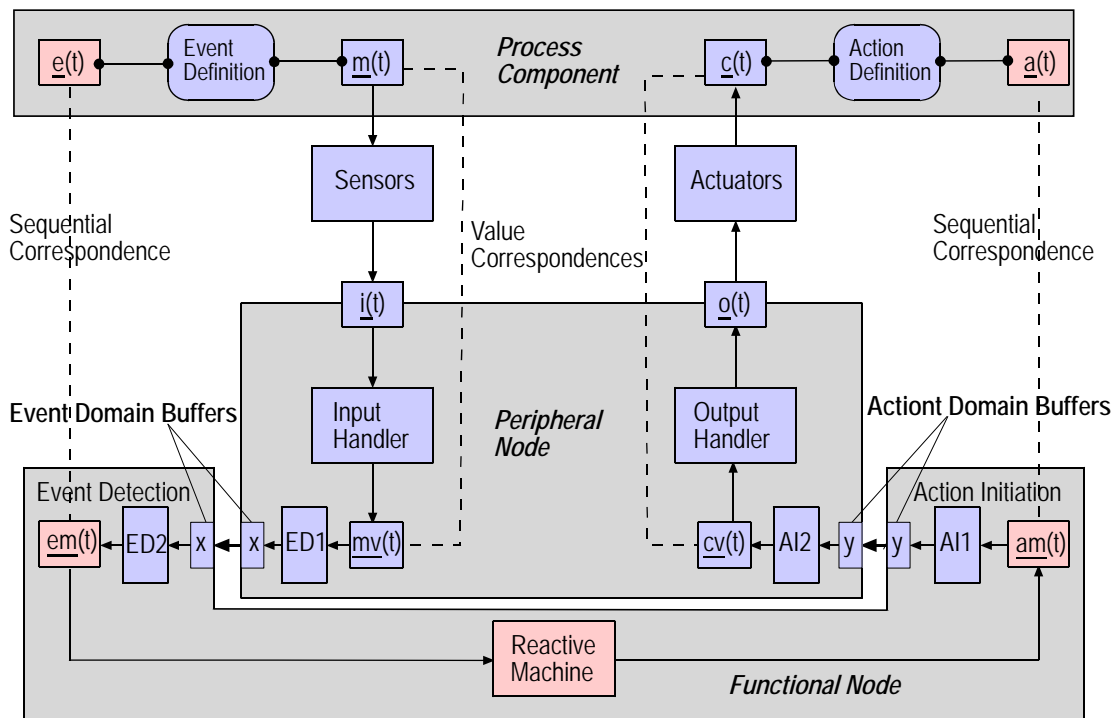 e(t)
Event
Definition
m(t)
Process
Component
c(t)
Action
Definition
a(t)
Sensors
Actuators
Sequential
Correspondence
Value
Correspondences
Sequential
Correspondence
i(t)
o(t)
Event Domain Buffers
Input
Handler
Peripheral
Node
Output
Handler
Actiont Domain Buffers
Event Detection
Action Initiation
em(t)
ED2
x
x
ED1
mv(t)
cv(t)
AI2
y
y
AI1
am(t)
Reactive
Machine
Functional Node